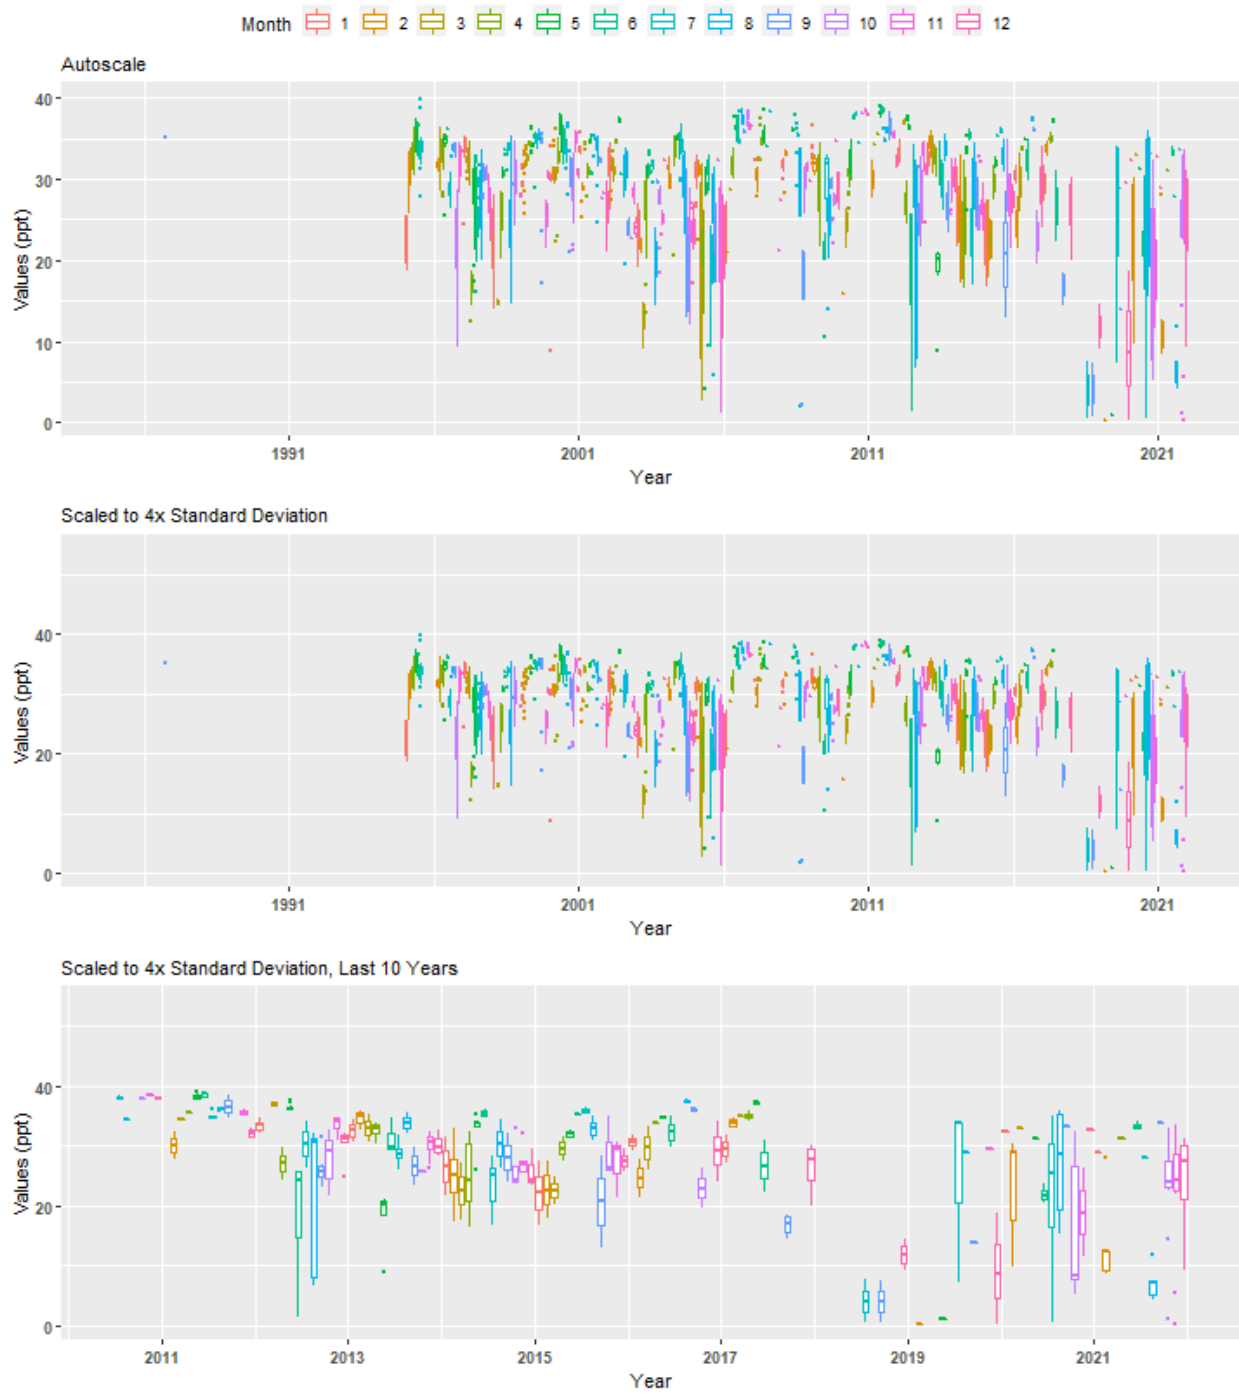 Month 1 2 3 4 5 6 7 8 9 10 11 12
Autoscale
40
30
20
10
0
Values (ppt)
1991 2001 2011 2021
Year
Scaled to 4x Standard Deviation
40
20
0
Values (ppt)
1991 2001 2011 2021
Year
Scaled to 4x Standard Deviation, Last 10 Years
40
20
0
Values (ppt)
2011 2013 2015 2017 2019 2021
Year